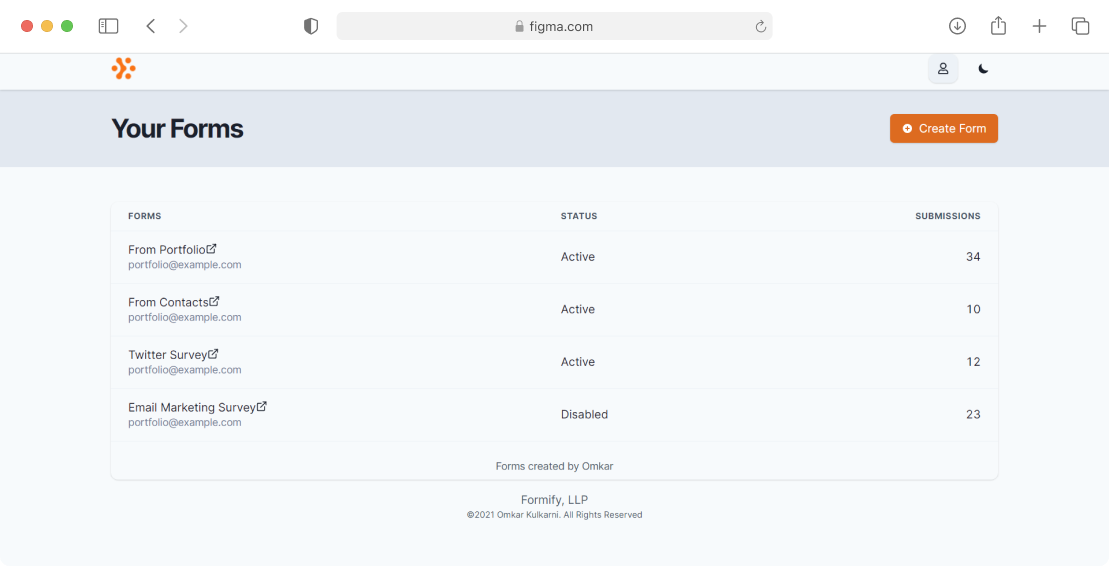 figma.com
Your Forms
Create Form
FORMS STATUS SUBMISSIONS
From Portfolio
portfolio@example.com
Active 34
From Contacts
portfolio@example.com
Active 10
Twitter Survey
portfolio@example.com
Active 12
Email Marketing Survey
portfolio@example.com
Disabled 23
Forms created by Omkar
Formify, LLP
©2021 Omkar Kulkarni. All Rights Reserved